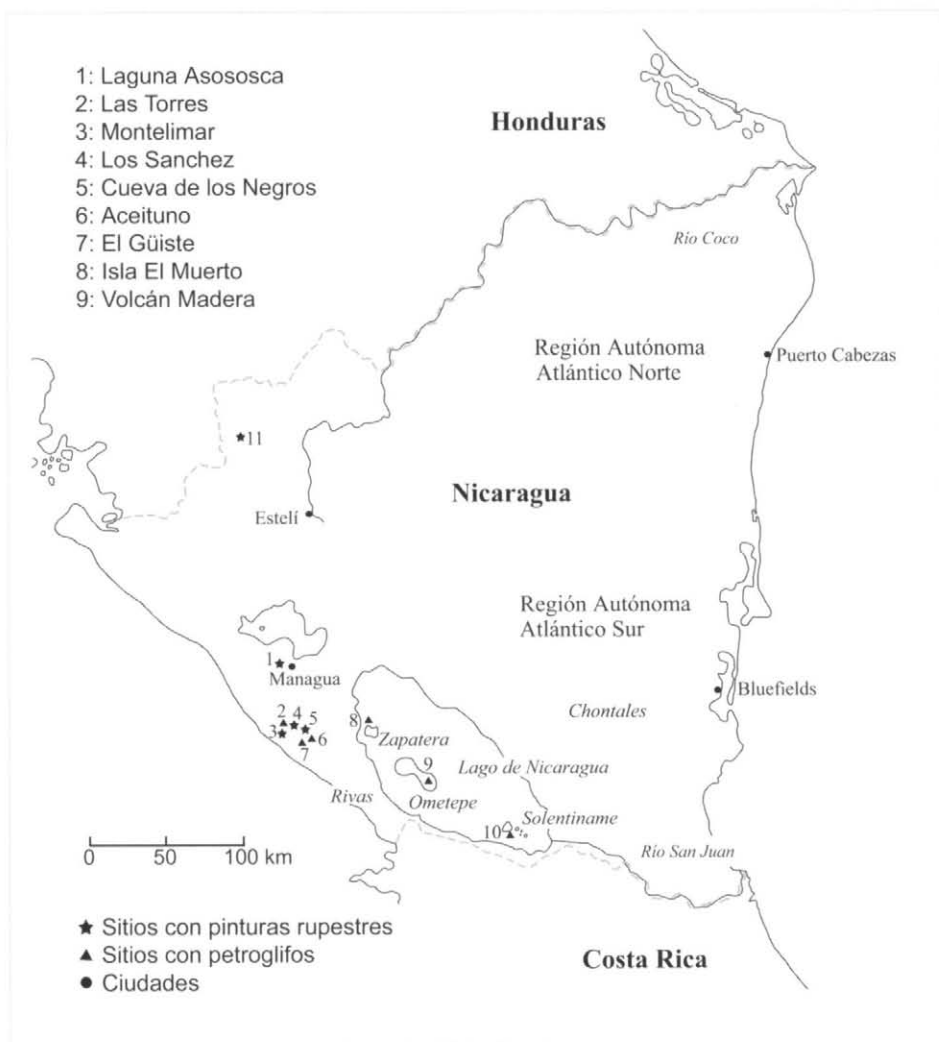 1: Laguna Asososca
2: Las Torres
3: Montelimar
4: Los Sanchez
5: Cueva de los Negros
6: Aceituno
7: El Güiste
8: Isla El Muerto
9: Volcán Madera
Honduras
Río Coco
Región Autónoma
Atlántico Norte
Puerto Cabezas
11
Nicaragua
Estelí
Región Autónoma
Atlántico Sur
1
Managua
Bluefields
Chontales
2
4
5
3
6
7
8
Zapatera
9
Lago de Nicaragua
Rivas
Ometepe
Solentiname
10
Río San Juan
0
50
100 km
Sitios con pinturas rupestres
Sitios con petroglifos
Ciudades
Costa Rica